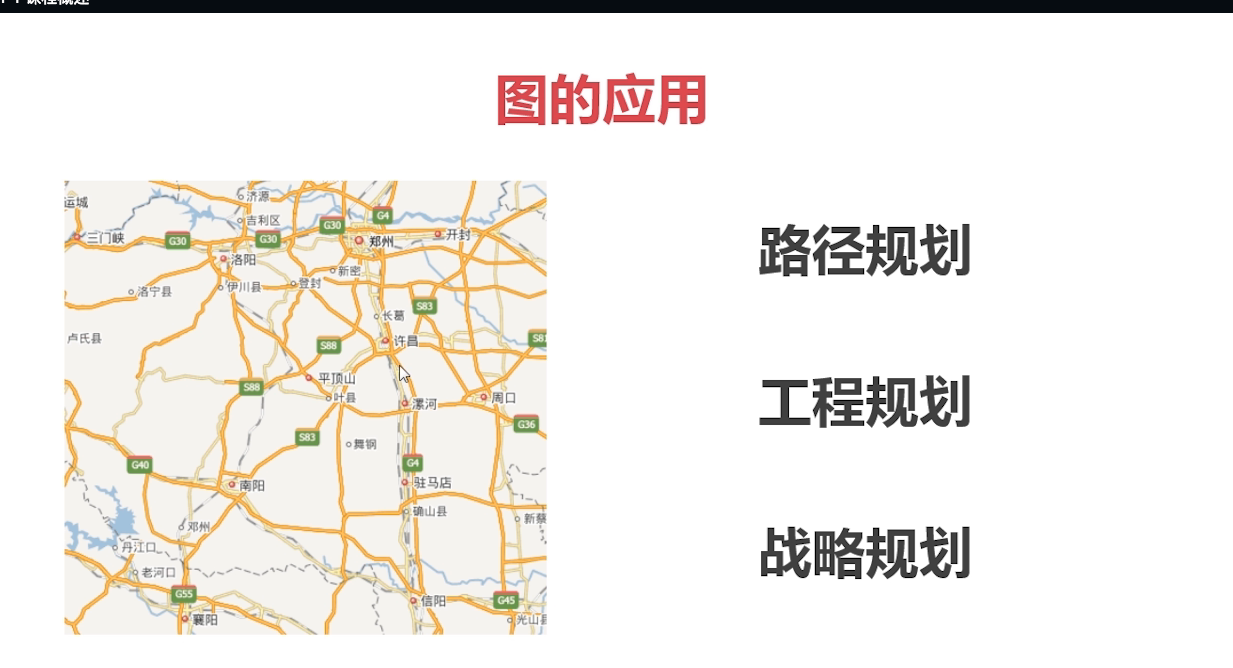 课程概述
图的应用
路径规划
工程规划
战略规划
运城
济源
吉利区
G30
G4
三门峡
G30
G30
郑州
开封
洛阳
新密
洛宁县
伊川县
登封
S83
长葛
卢氏县
S88
许昌
平顶山
S88
叶县
漯河
周口
G36
S83
舞钢
G40
G4
南阳
驻马店
确山县
新蔡
邓州
丹江口
老河口
G55
信阳
G45
襄阳
光山县